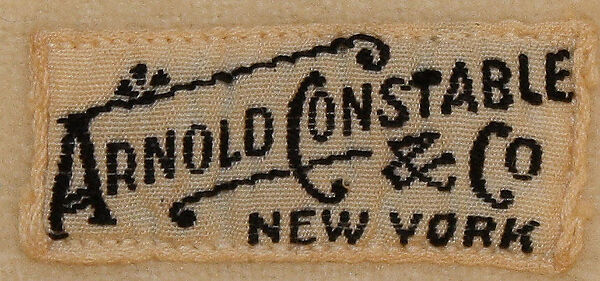 ARNOLD CONSTABLE
& CO
NEW YORK